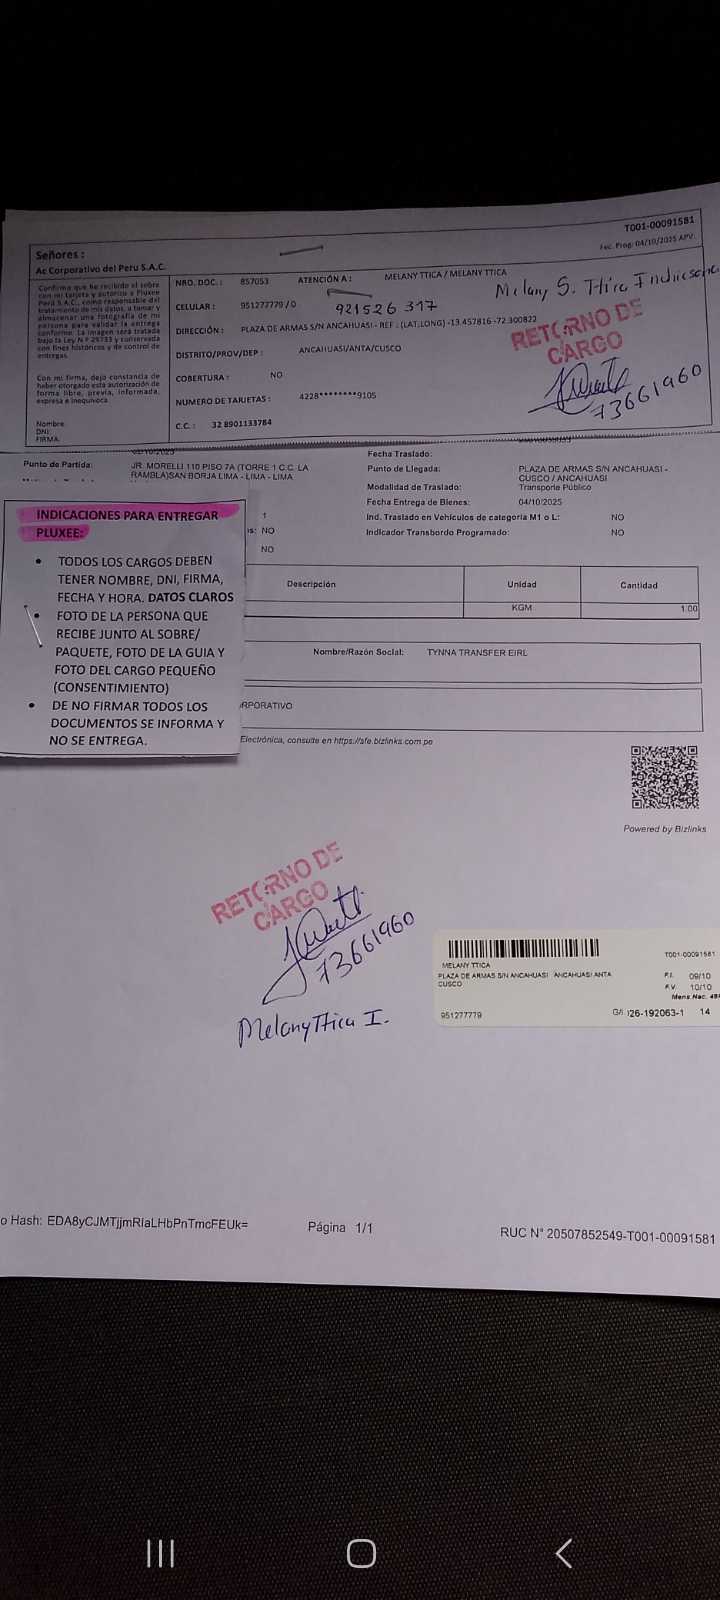 T001-00091581
Fec. Prog: 04/10/2025 APV.
Señores :
Ac Corporativo del Peru S.A.C.
Confirmo que he recibido el sobre
con mi tarjeta y autorizo a Pluxee
Perú S.A.C., como responsable del
tratamiento de mis datos, a tomar y
almacenar una fotografía de mi
persona para validar la entrega
conforme. La imagen será tratada
bajo la Ley N.º 29733 y conservada
con fines históricos y de control de
entregas.
Con mi firma, dejo constancia de
haber otorgado esta autorización de
forma libre, previa, informada,
expresa e inequívoca.
Nombre:
DNI:
FIRMA:
NRO. DOC. : 857053 ATENCIÓN A : MELANY TTICA / MELANY TTICA
CELULAR : 951277779 / 0
921526 317
Melany S. Ttica
DIRECCIÓN : PLAZA DE ARMAS S/N ANCAHUASI - REF : (LAT,LONG) -13.457816 -72.300822
DISTRITO/PROV/DEP : ANCAHUASI/ANTA/CUSCO
COBERTURA : NO
NUMERO DE TARJETAS : 4228********9105
C.C. : 32 8901133784
RETORNO DE
CARGO
73661960
Punto de Partida: JR. MORELLI 110 PISO 7A (TORRE 1 C.C. LA
RAMBLA)SAN BORJA LIMA - LIMA - LIMA
Fecha Traslado:
Punto de Llegada: PLAZA DE ARMAS S/N ANCAHUASI -
CUSCO / ANCAHUASI
Modalidad de Traslado: Transporte Público
Fecha Entrega de Bienes: 04/10/2025
1 Ind. Traslado en Vehículos de categoría M1 o L: NO
s: NO Indicador Transbordo Programado: NO
NO
INDICACIONES PARA ENTREGAR
PLUXEE:
• TODOS LOS CARGOS DEBEN
TENER NOMBRE, DNI, FIRMA,
FECHA Y HORA. DATOS CLAROS
• FOTO DE LA PERSONA QUE
RECIBE JUNTO AL SOBRE/
PAQUETE, FOTO DE LA GUIA Y
FOTO DEL CARGO PEQUEÑO
(CONSENTIMIENTO)
• DE NO FIRMAR TODOS LOS
DOCUMENTOS SE INFORMA Y
NO SE ENTREGA.
Descripción Unidad Cantidad
KGM 1.00
Nombre/Razón Social: TYNNA TRANSFER EIRL
RPORATIVO
Electrónica, consulte en https://sfe.bizlinks.com.pe
Powered by Bizlinks
RETORNO DE
CARGO
73661960
Melany Ttica I.
T001-00091581
MELANY TTICA
PLAZA DE ARMAS S/N ANCAHUASI ANCAHUASI ANTA
CUSCO
F.I. 09/10
F.V. 10/10
Mens Nac. 48
951277779
G/I 026-192063-1 14
o Hash: EDA8yCJMTjjmRlaLHbPnTmcFEUk=
Página 1/1
RUC N° 20507852549-T001-00091581